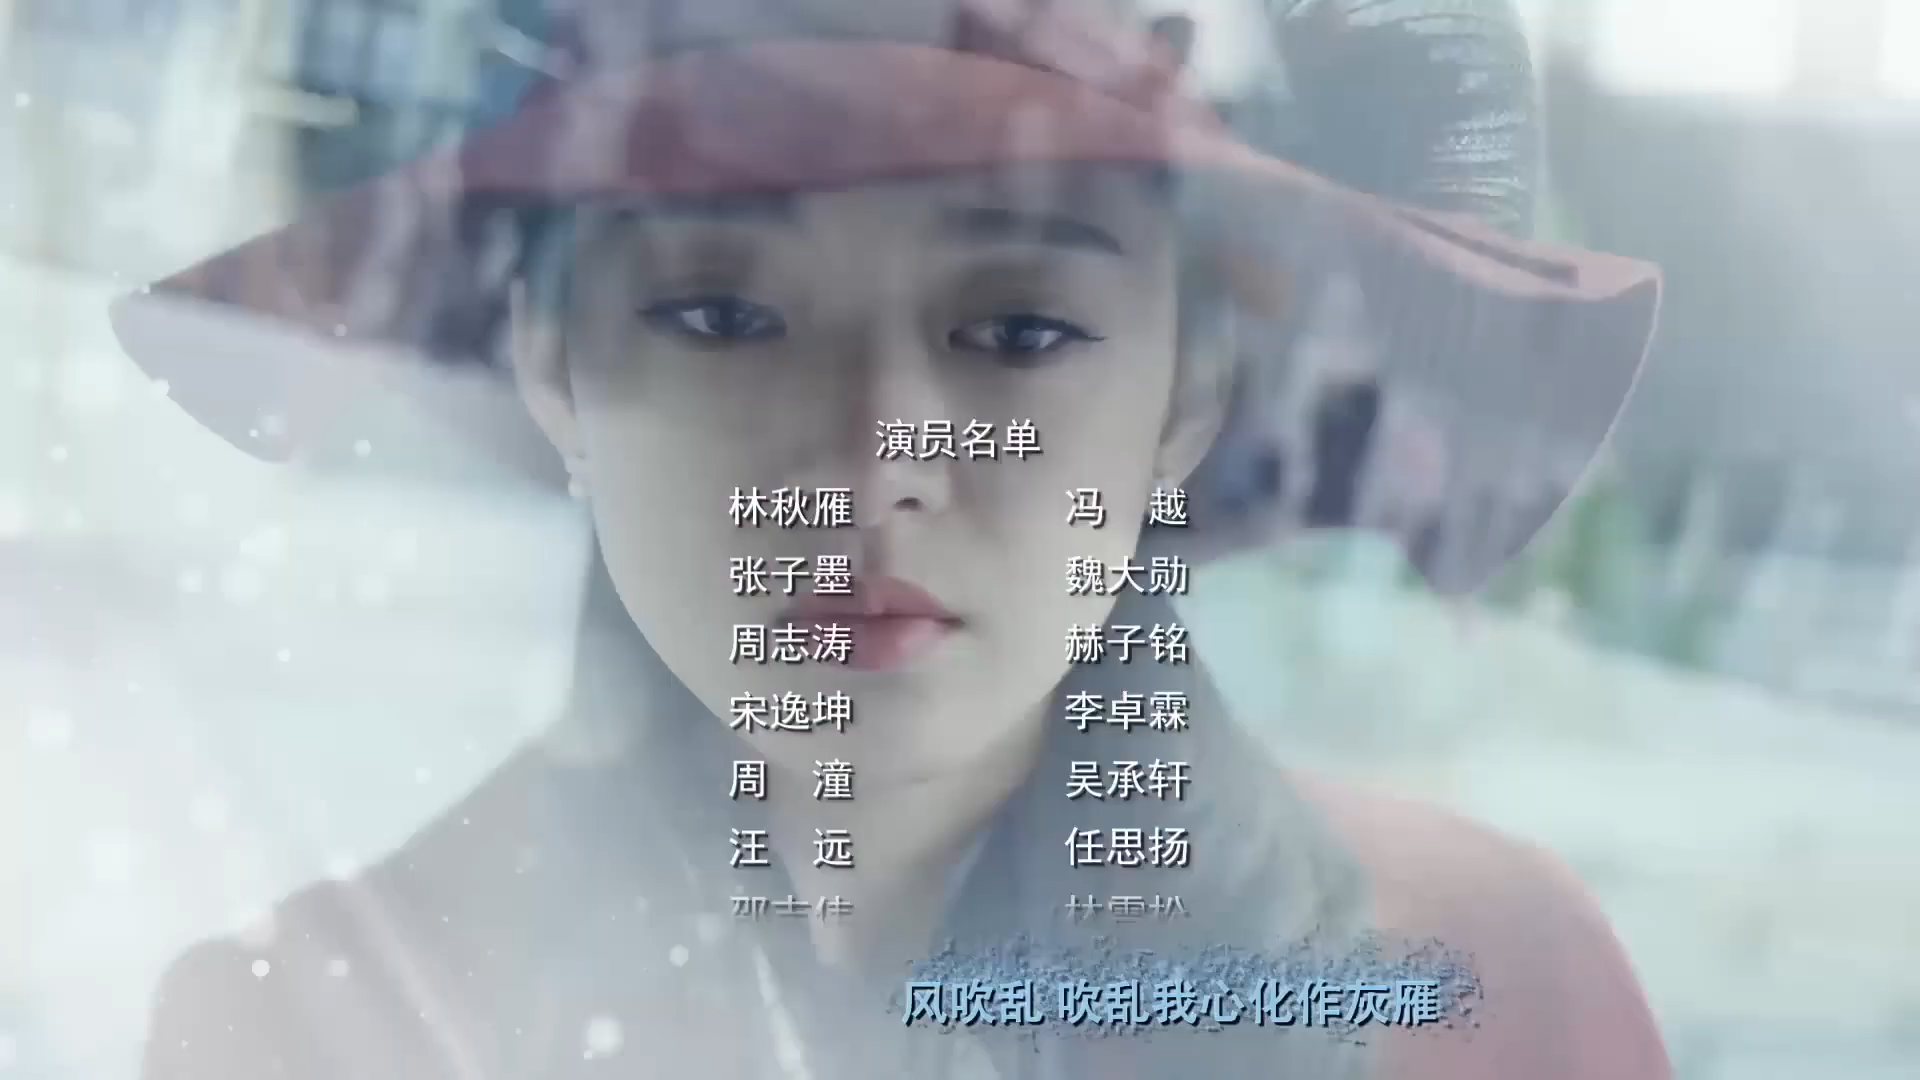 演员名单
林秋雁 冯 越
张子墨 魏大勋
周志涛 赫子铭
宋逸坤 李卓霖
周 潼 吴承轩
汪 远 任思扬
风吹乱 吹乱我心化作灰雁